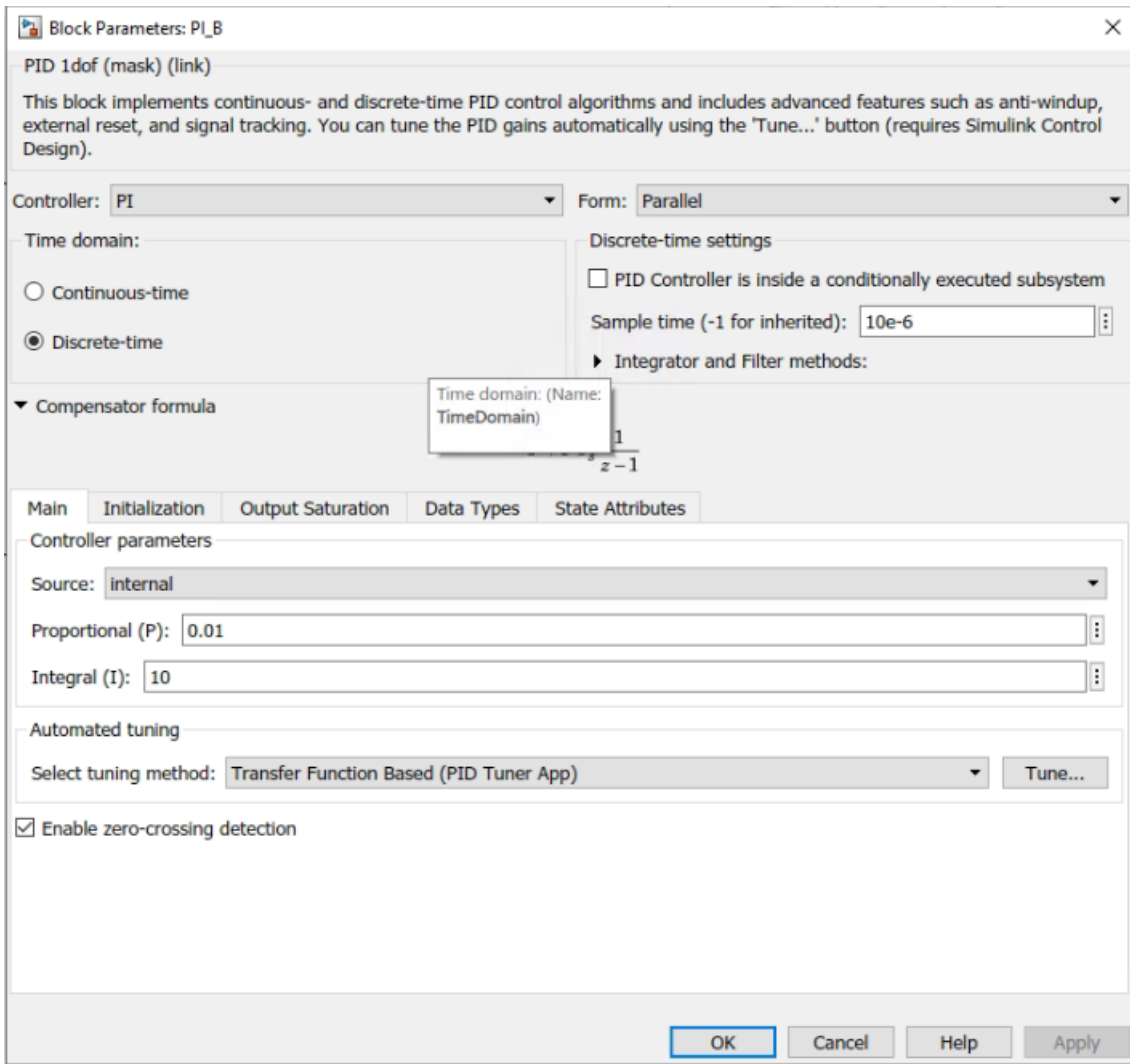 Block Parameters: PI_B
PID 1dof (mask) (link)
This block implements continuous- and discrete-time PID control algorithms and includes advanced features such as anti-windup,
external reset, and signal tracking. You can tune the PID gains automatically using the 'Tune...' button (requires Simulink Control
Design).
Controller: PI
Form: Parallel
Time domain:
Discrete-time settings
PID Controller is inside a conditionally executed subsystem
Continuous-time
Sample time (-1 for inherited): 10e-6
Discrete-time
Integrator and Filter methods:
Time domain: (Name:
TimeDomain)
Compensator formula
1
z − 1
Main Initialization Output Saturation Data Types State Attributes
Controller parameters
Source: internal
Proportional (P): 0.01
Integral (I): 10
Automated tuning
Select tuning method: Transfer Function Based (PID Tuner App) Tune...
Enable zero-crossing detection
OK Cancel Help Apply